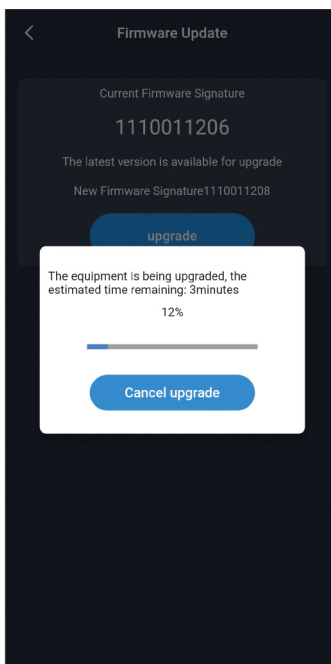 Firmware Update
Current Firmware Signature
1110011206
The latest version is available for upgrade
New Firmware Signature1110011208
upgrade
The equipment is being upgraded, the
estimated time remaining: 3minutes
12%
Cancel upgrade